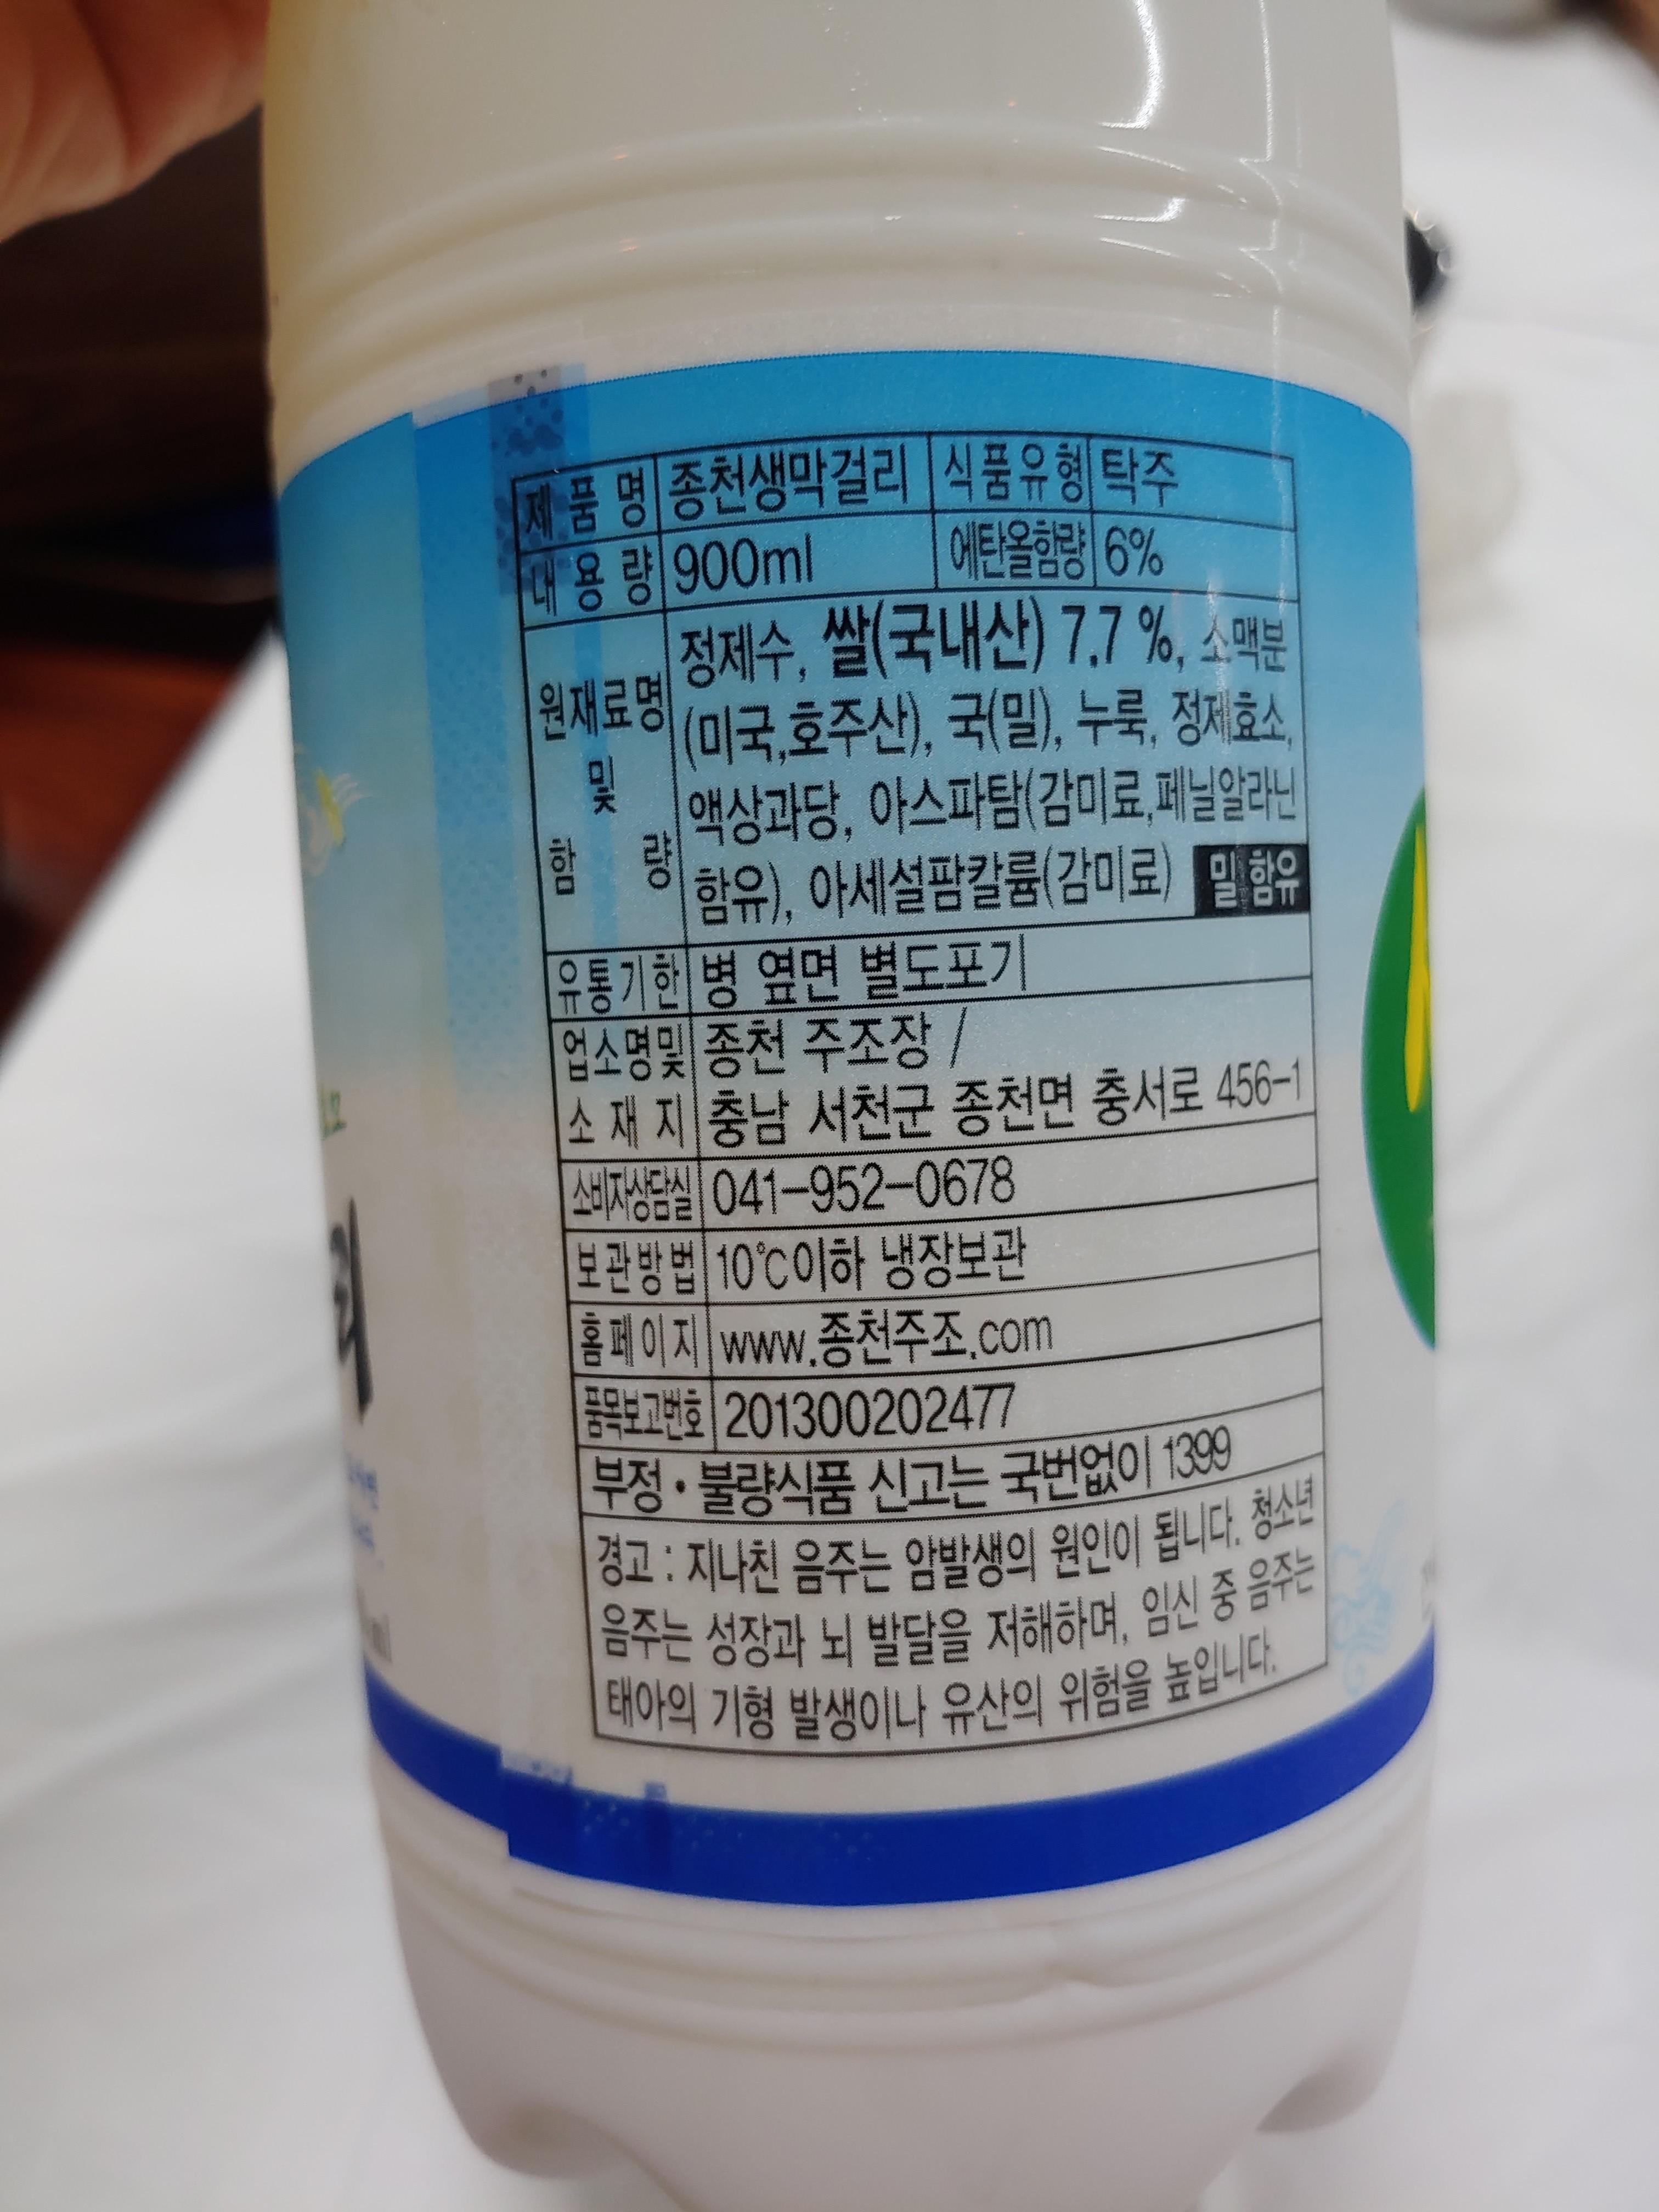 제 품 명 종천생막걸리 식품유형 탁주
내 용 량 900ml 에탄올함량 6%
원재료명 및 함 량
정제수, 쌀(국내산) 7.7 %, 소맥분
(미국,호주산), 국(밀), 누룩, 정제효소,
액상과당, 아스파탐(감미료,페닐알라닌
함유), 아세설팜칼륨(감미료) 밀 함유
유통기한 병 옆면 별도포기
업소명및 종천 주조장 /
소 재 지 충남 서천군 종천면 충서로 456-1
소비자상담실 041-952-0678
보관방법 10℃이하 냉장보관
홈페이지 www.종천주조.com
품목보고번호 201300202477
부정·불량식품 신고는 국번없이 1399
경고 : 지나친 음주는 암발생의 원인이 됩니다. 청소년
음주는 성장과 뇌 발달을 저해하며, 임신 중 음주는
태아의 기형 발생이나 유산의 위험을 높입니다.
리
ml